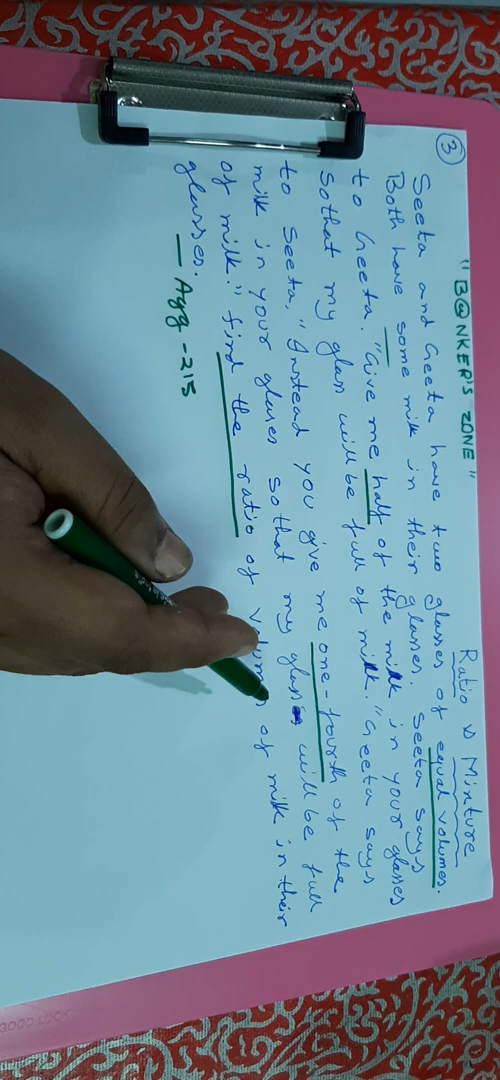 "B@NKER'S ZONE"
Ratio & Mixture
3
Seeta and Geeta have two glasses of equal volumes.
Both have some milk in their glasses. Seeta says
to Geeta. "Give me half of the milk in your glasses
so that my glass will be full of milk." Geeta says
to Seeta, "Instead you give me one-fourth of the
milk in your glasses so that my glass will be full
of milk." find the ratio of of milk in their
glasses.
— Agg - 215